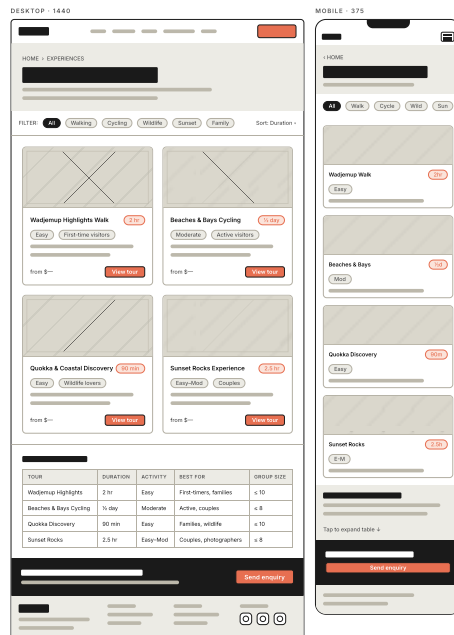 DESKTOP · 1440
HOME › EXPERIENCES
FILTER: All Walking Cycling Wildlife Sunset Family Sort: Duration
Wadjemup Highlights Walk 2 hr
Easy First-time visitors
from $— View tour
Beaches & Bays Cycling ½ day
Moderate Active visitors
from $— View tour
Quokka & Coastal Discovery 90 min
Easy Wildlife lovers
from $— View tour
Sunset Rocks Experience 2.5 hr
Easy–Mod Couples
from $— View tour
TOUR DURATION ACTIVITY BEST FOR GROUP SIZE
Wadjemup Highlights 2 hr Easy First-timers, families ≤ 10
Beaches & Bays Cycling ½ day Moderate Active, couples ≤ 8
Quokka Discovery 90 min Easy Families, wildlife ≤ 10
Sunset Rocks 2.5 hr Easy–Mod Couples, photographers ≤ 8
Send enquiry
MOBILE · 375
‹ HOME
All Walk Cycle Wild Sun
Wadjemup Walk 2hr
Easy
Beaches & Bays ½d
Mod
Quokka Discovery 90m
Easy
Sunset Rocks 2.5h
E-M
Tap to expand table ↓
Send enquiry